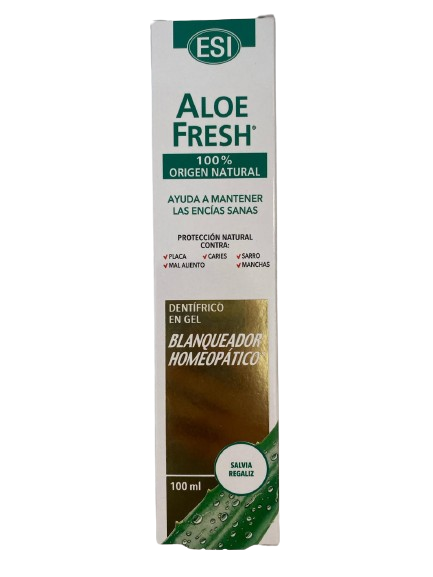 ESI
ALOE
FRESH®
100%
ORIGEN NATURAL
AYUDA A MANTENER
LAS ENCÍAS SANAS
PROTECCIÓN NATURAL
CONTRA:
PLACA CARIES SARRO
MAL ALIENTO MANCHAS
DENTÍFRICO
EN GEL
BLANQUEADOR
HOMEOPÁTICO
SALVIA
REGALIZ
100 ml